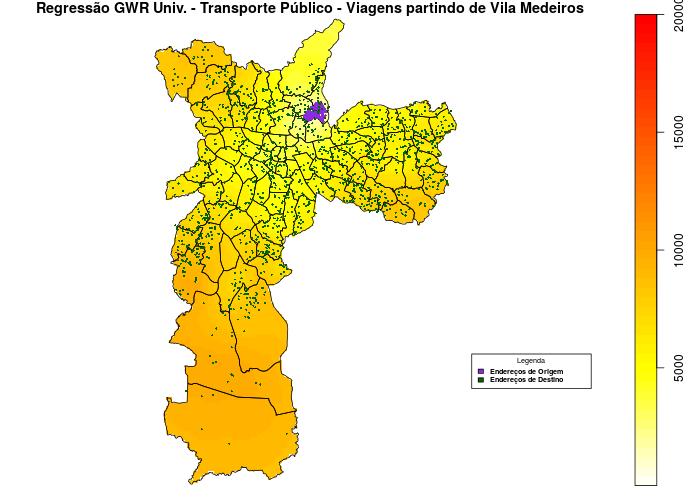 Regressão GWR Univ. - Transporte Público - Viagens partindo de Vila Medeiros
20000
15000
10000
5000
Legenda
Endereços de Origem
Endereços de Destino